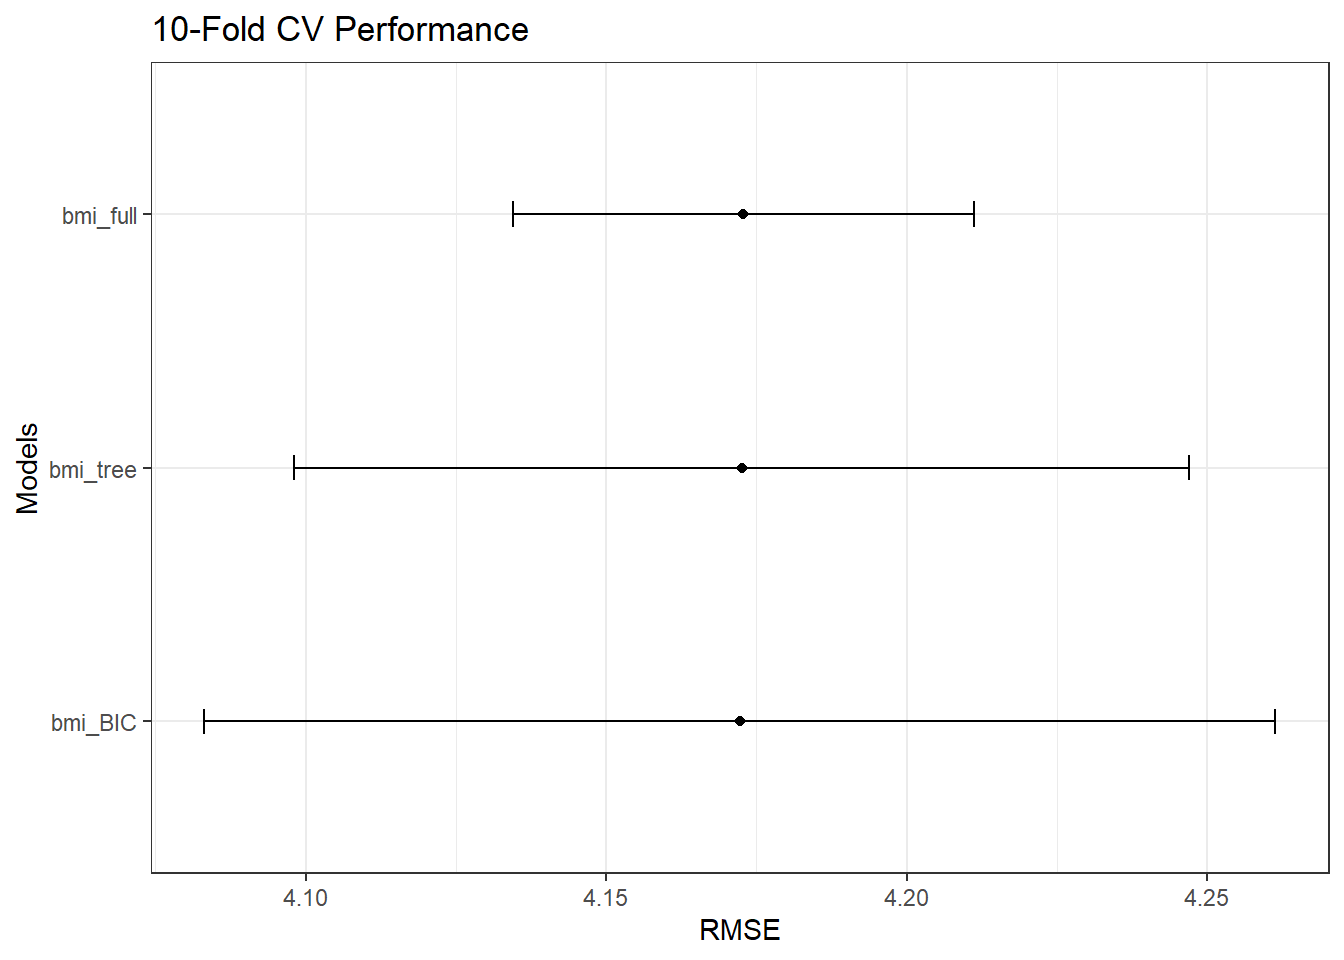 10-Fold CV Performance
Models
bmi_full
bmi_tree
bmi_BIC
4.10 4.15 4.20 4.25
RMSE